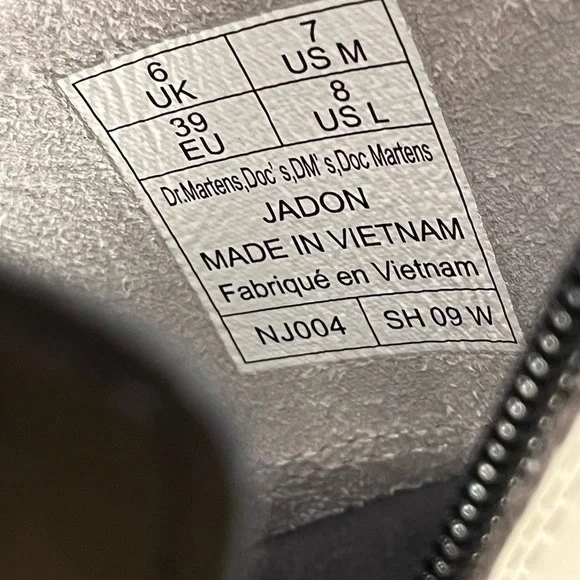 6 UK
7 US M
39 EU
8 US L
Dr.Martens,Doc' s,DM' s,Doc Martens
JADON
MADE IN VIETNAM
Fabriqué en Vietnam
NJ004 SH 09 W